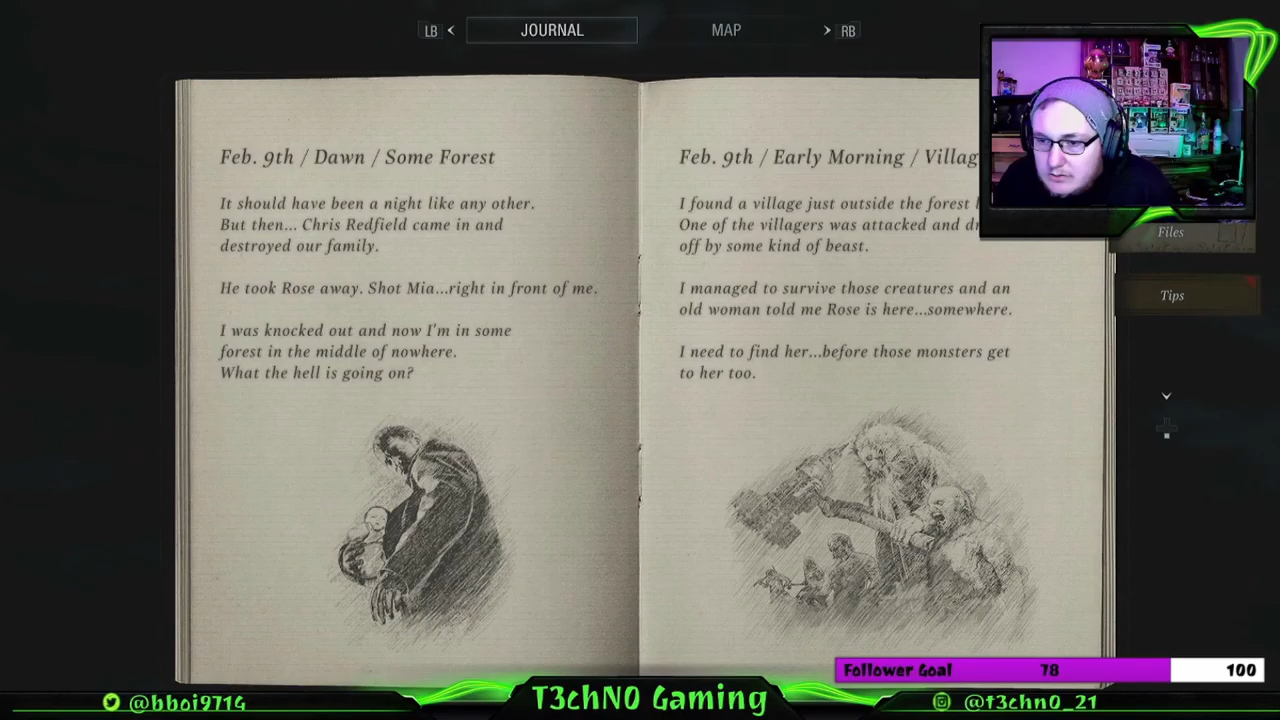 LB
JOURNAL
MAP
RB
Feb. 9th / Dawn / Some Forest
It should have been a night like any other.
But then... Chris Redfield came in and
destroyed our family.
He took Rose away. Shot Mia...right in front of me.
I was knocked out and now I'm in some
forest in the middle of nowhere.
What the hell is going on?
Feb. 9th / Early Morning /
I found a village just outside the forest
One of the villagers was attacked and
off by some kind of beast.
I managed to survive those creatures and an
old woman told me Rose is here...somewhere.
I need to find her...before those monsters get
to her too.
Files
Tips
Follower Goal 78 100
@bboi971G
T3chN0 Gaming
@t3chn0_21